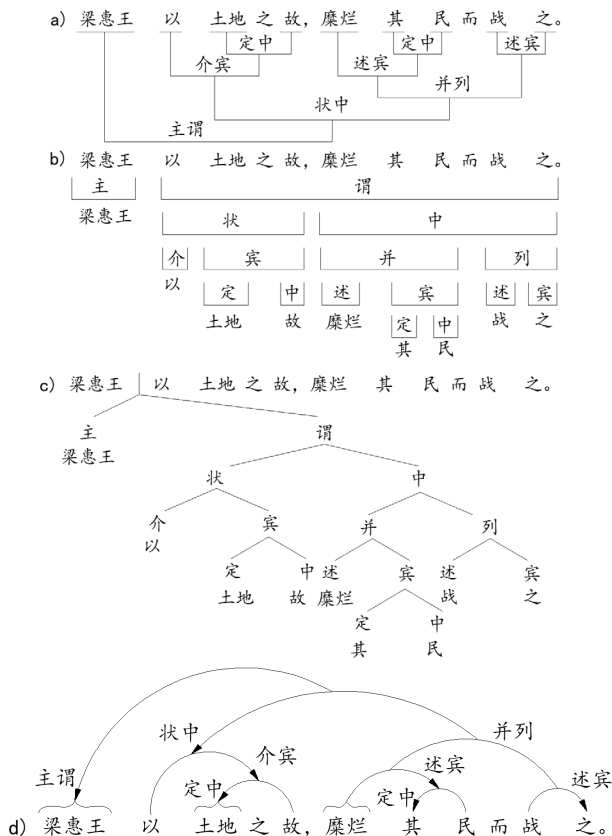 a) 梁惠王 以 土地之故，糜烂 其 民而战 之。
定中 定中 述宾
介宾 述宾
并列
状中
主谓
b) 梁惠王 以 土地之故，糜烂 其 民而战 之。
主 谓
梁惠王
状 中
介 宾 并 列
以
定 中 述 宾 述 宾
土地 故 糜烂 战 之
定 中
其 民
c) 梁惠王 以 土地之故，糜烂 其 民而战 之。
主 谓
梁惠王
状 中
介 宾 并 列
以
定 中 述 宾 述 宾
土地 故 糜烂 战 之
定 中
其 民
状中 并列
介宾
主谓 定中 述宾 定中 述宾
d) 梁惠王 以 土地之故，糜烂 其 民而战 之。